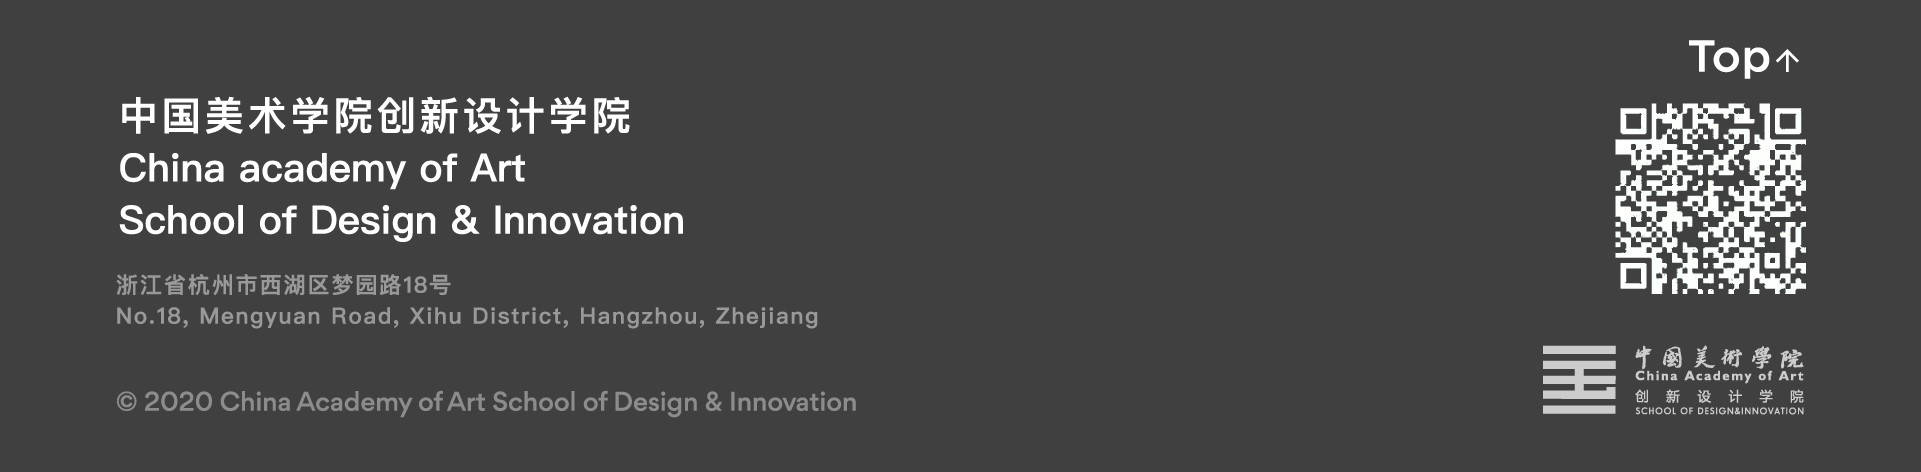 Top↑
中国美术学院创新设计学院
China academy of Art
School of Design & Innovation
浙江省杭州市西湖区梦园路18号
No.18, Mengyuan Road, Xihu District, Hangzhou, Zhejiang
© 2020 China Academy of Art School of Design & Innovation
中國美術學院
China Academy of Art
创新设计学院
SCHOOL OF DESIGN&INNOVATION